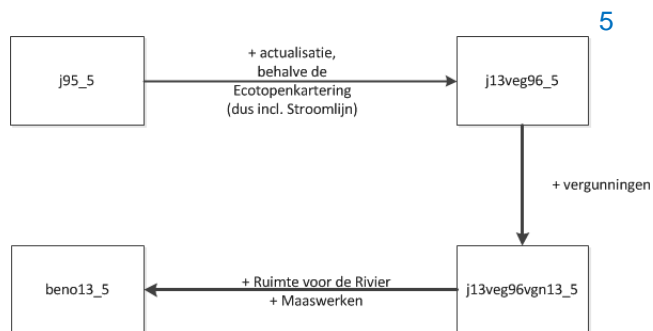 5
j95_5
+ actualisatie,
behalve de
Ecotopenkartering
(dus incl. Stroomlijn)
j13veg96_5
+ vergunningen
beno13_5
+ Ruimte voor de Rivier
+ Maaswerken
j13veg96vgn13_5